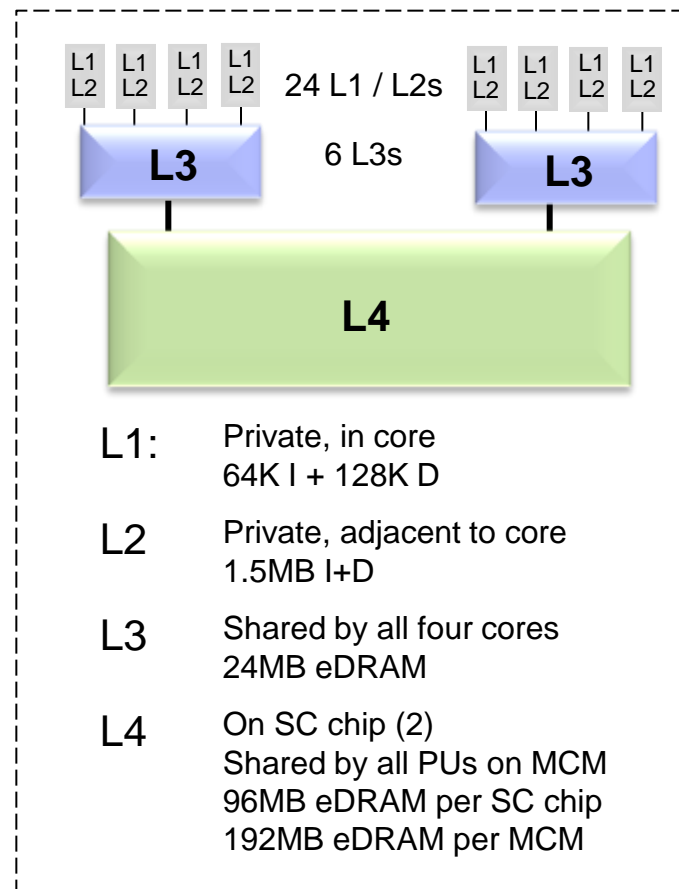 L1 L1 L1 L1
L2 L2 L2 L2
24 L1 / L2s
L1 L1 L1 L1
L2 L2 L2 L2
L3
6 L3s
L3
L4
L1: Private, in core
64K I + 128K D
L2 Private, adjacent to core
1.5MB I+D
L3 Shared by all four cores
24MB eDRAM
L4 On SC chip (2)
Shared by all PUs on MCM
96MB eDRAM per SC chip
192MB eDRAM per MCM